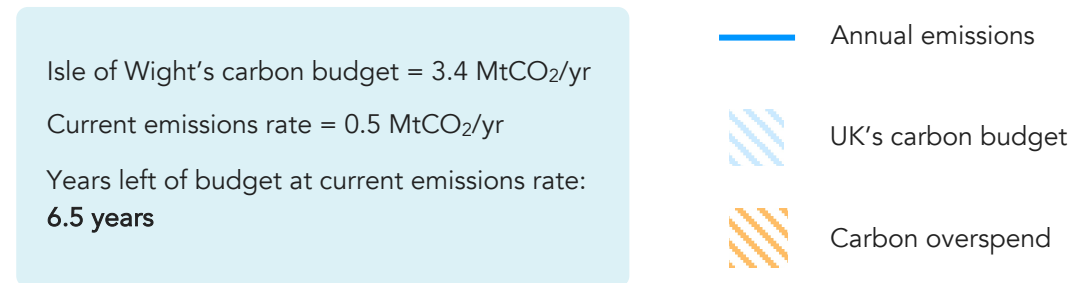 Isle of Wight's carbon budget = 3.4 MtCO₂/yr
Current emissions rate = 0.5 MtCO₂/yr
Years left of budget at current emissions rate:
6.5 years
Annual emissions
UK's carbon budget
Carbon overspend